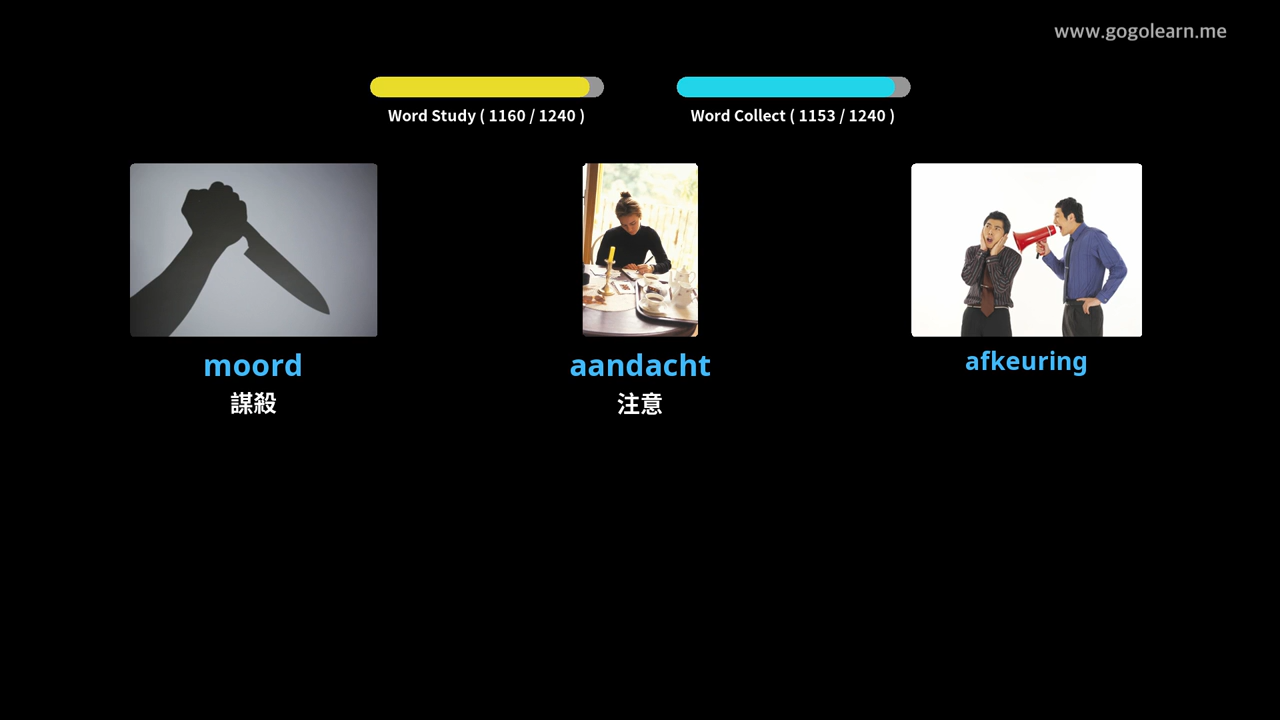 www.gogolearn.me
Word Study ( 1160 / 1240 )
Word Collect ( 1153 / 1240 )
moord
謀殺
aandacht
注意
afkeuring